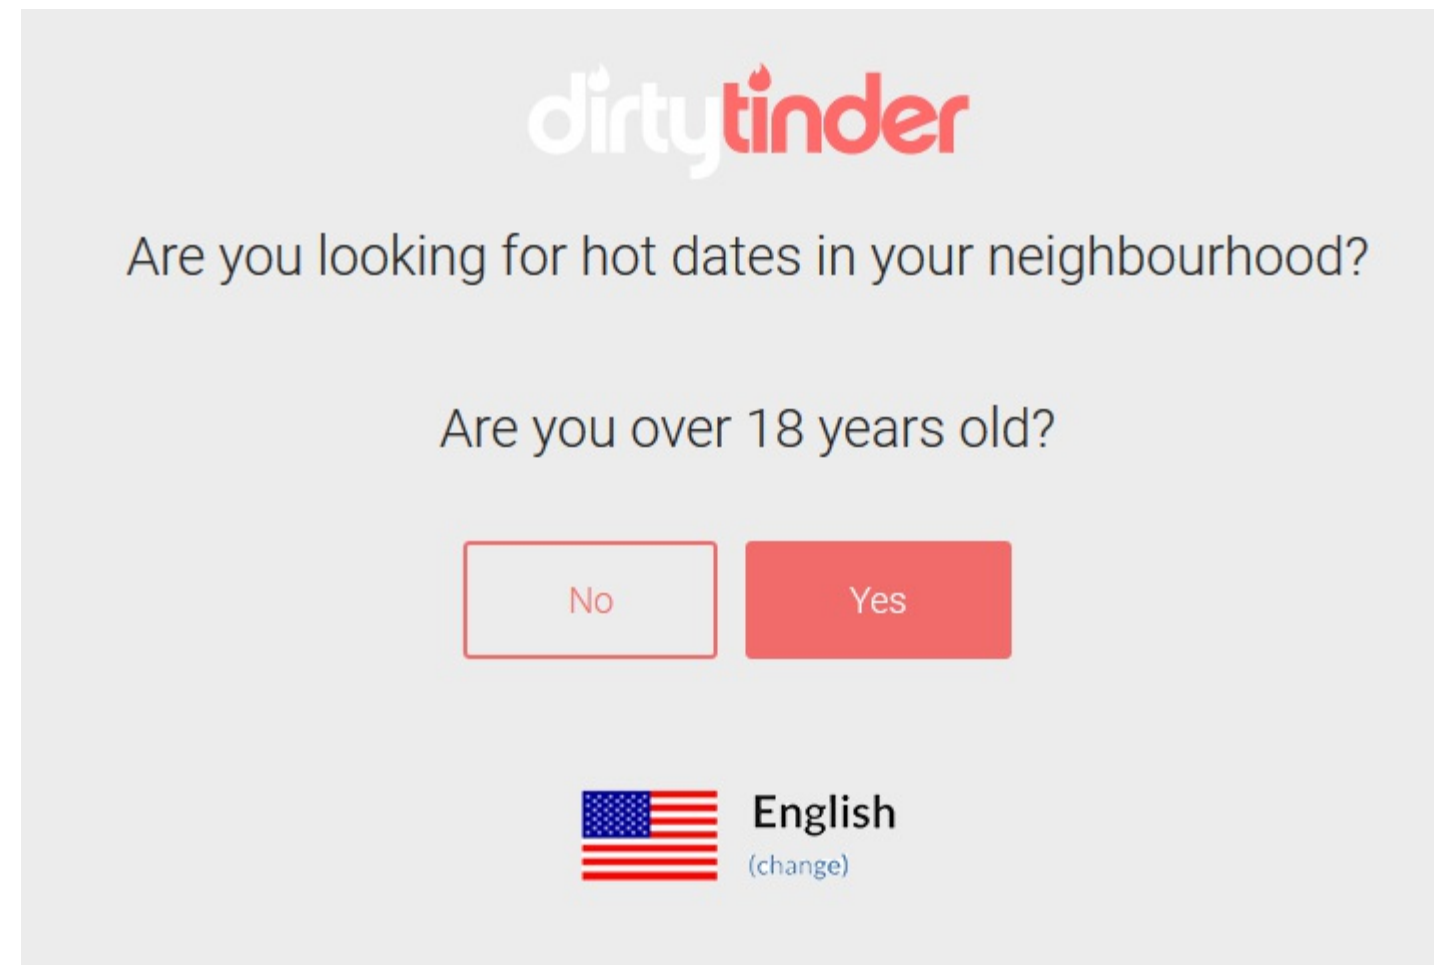 dirtytinder
Are you looking for hot dates in your neighbourhood?
Are you over 18 years old?
No
Yes
English
(change)